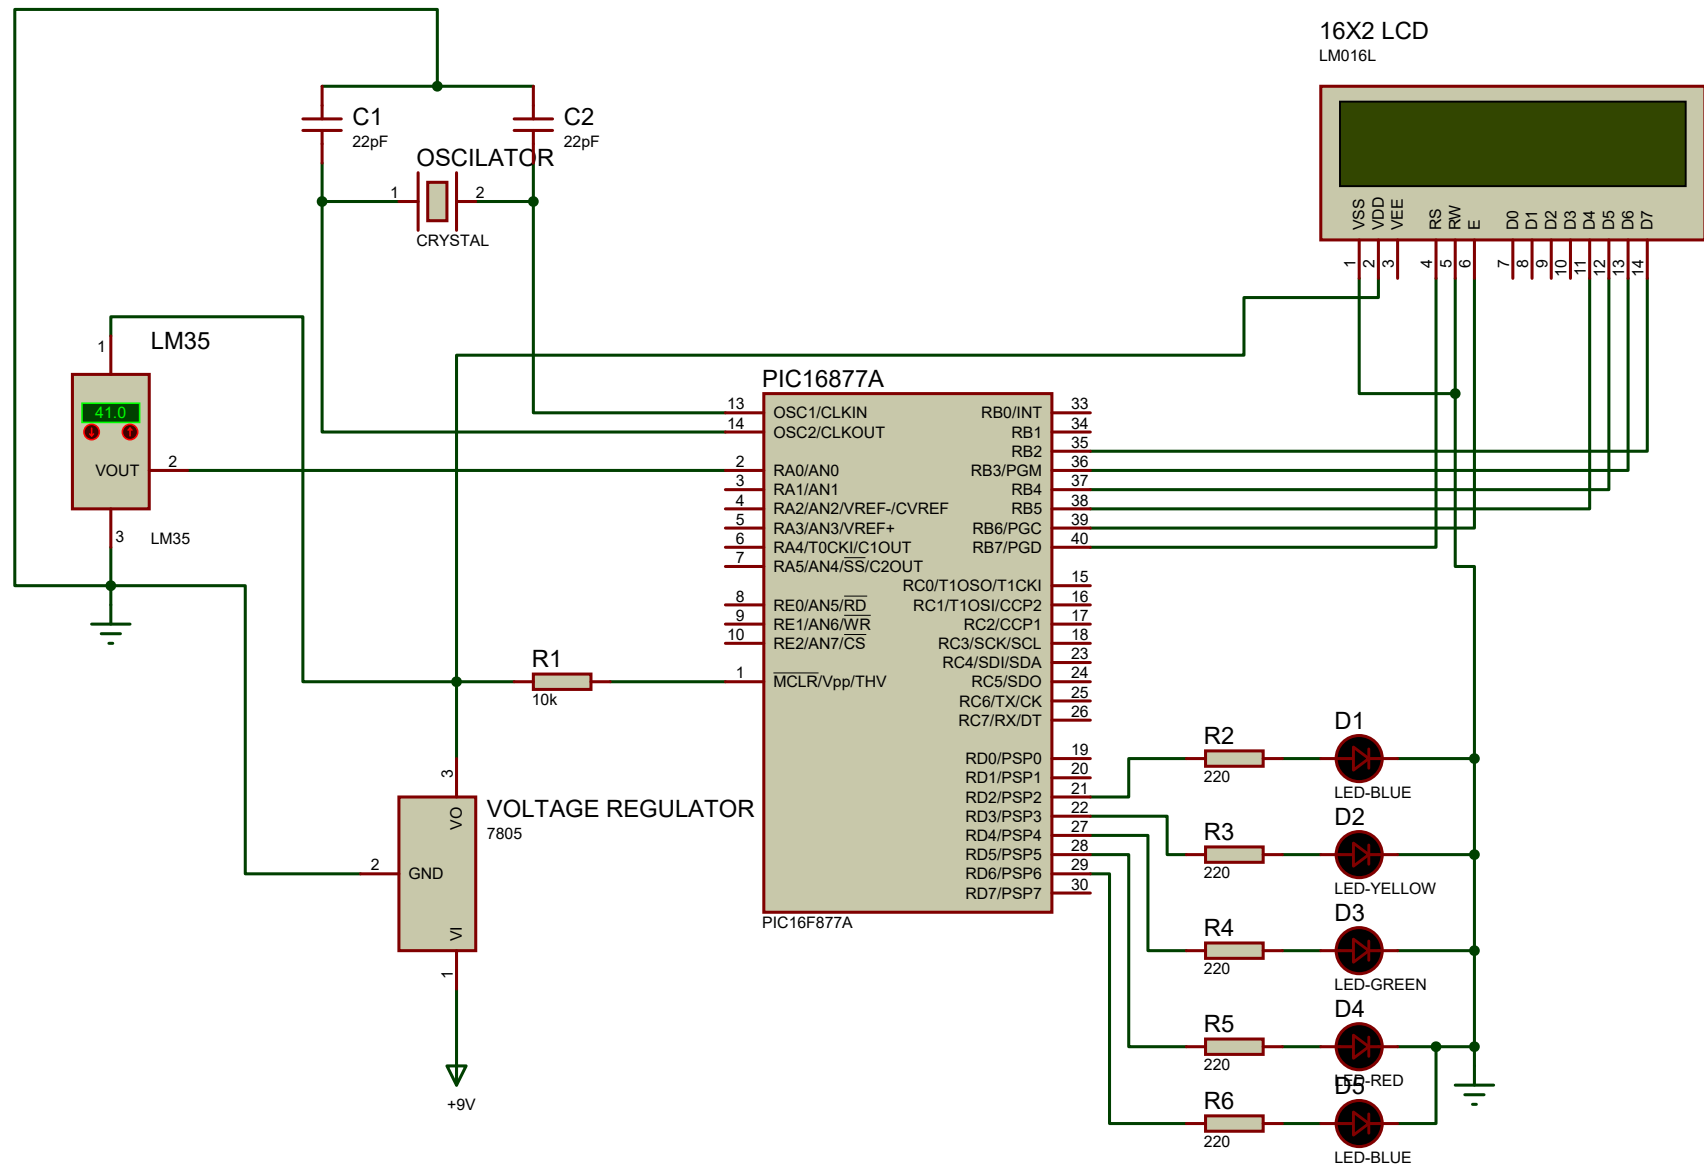 16X2 LCD
LM016L
VSS
VDD
VEE
RS
RW
E
D0
D1
D2
D3
D4
D5
D6
D7
1
2
3
4
5
6
7
8
9
10
11
12
13
14
C1
22pF
C2
22pF
OSCILATOR
1
2
CRYSTAL
LM35
1
41.0
VOUT
2
3
LM35
PIC16877A
13 OSC1/CLKIN
14 OSC2/CLKOUT
2 RA0/AN0
3 RA1/AN1
4 RA2/AN2/VREF-/CVREF
5 RA3/AN3/VREF+
6 RA4/T0CKI/C1OUT
7 RA5/AN4/SS/C2OUT
8 RE0/AN5/RD
9 RE1/AN6/WR
10 RE2/AN7/CS
1 MCLR/Vpp/THV
RB0/INT 33
RB1 34
RB2 35
RB3/PGM 36
RB4 37
RB5 38
RB6/PGC 39
RB7/PGD 40
RC0/T1OSO/T1CKI 15
RC1/T1OSI/CCP2 16
RC2/CCP1 17
RC3/SCK/SCL 18
RC4/SDI/SDA 23
RC5/SDO 24
RC6/TX/CK 25
RC7/RX/DT 26
RD0/PSP0 19
RD1/PSP1 20
RD2/PSP2 21
RD3/PSP3 22
RD4/PSP4 27
RD5/PSP5 28
RD6/PSP6 29
RD7/PSP7 30
PIC16F877A
R1
10k
VOLTAGE REGULATOR
7805
3
VO
2
GND
VI
1
+9V
R2
220
D1
LED-BLUE
R3
220
D2
LED-YELLOW
R4
220
D3
LED-GREEN
R5
220
D4
LED-RED
R6
220
D5
LED-BLUE